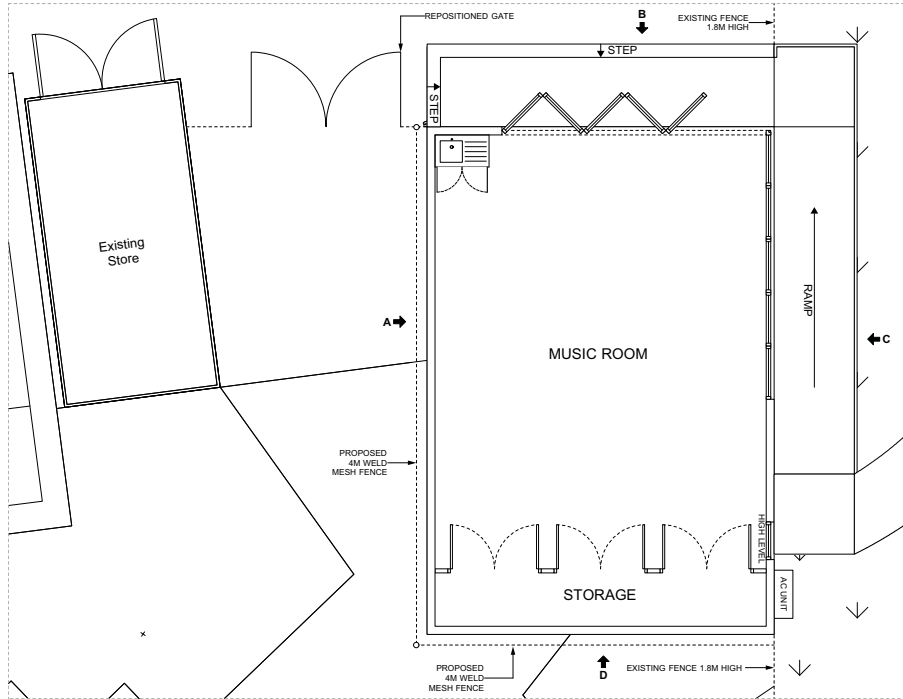 B
REPOSITIONED GATE
EXISTING FENCE
1.8M HIGH
STEP
STEP
Existing
Store
RAMP
A
C
MUSIC ROOM
PROPOSED
4M WELD
MESH FENCE
HIGH LEVEL
AC UNIT
STORAGE
PROPOSED
4M WELD
MESH FENCE
D
EXISTING FENCE 1.8M HIGH